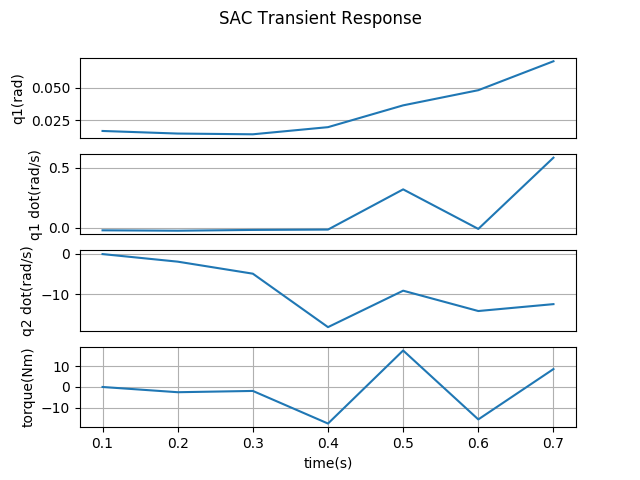 SAC Transient Response
q1(rad)
0.050
0.025
q1 dot(rad/s)
0.5
0.0
q2 dot(rad/s)
0
−10
torque(Nm)
10
0
−10
0.1 0.2 0.3 0.4 0.5 0.6 0.7
time(s)